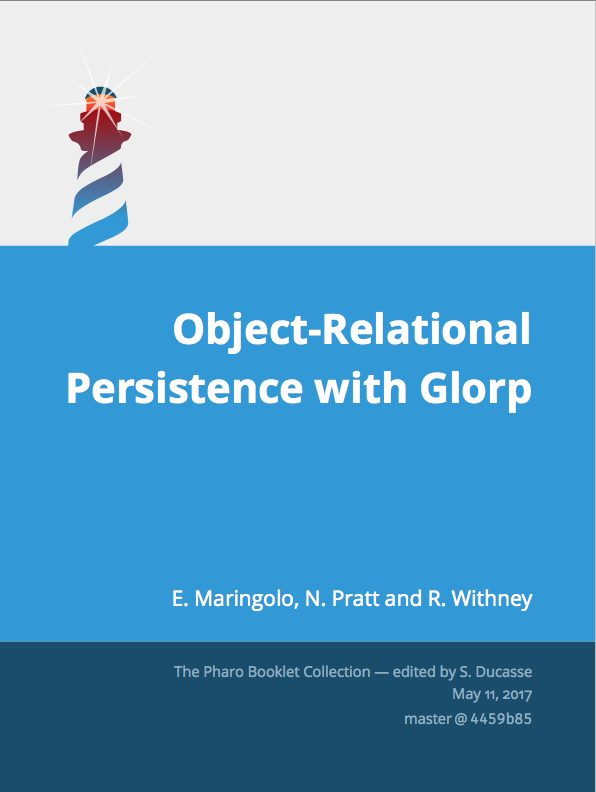 Object-Relational
Persistence with Glorp
E. Maringolo, N. Pratt and R. Withney
The Pharo Booklet Collection — edited by S. Ducasse
May 11, 2017
master @ 4459b85